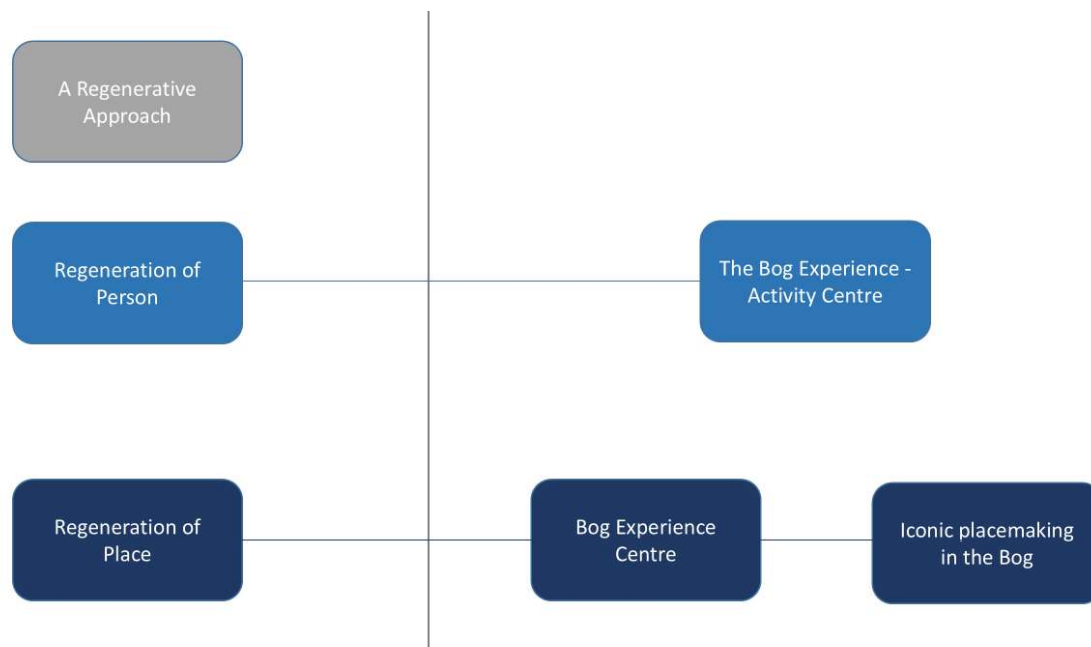 A Regenerative
Approach
Regeneration of
Person
The Bog Experience -
Activity Centre
Regeneration of
Place
Bog Experience
Centre
Iconic placemaking
in the Bog